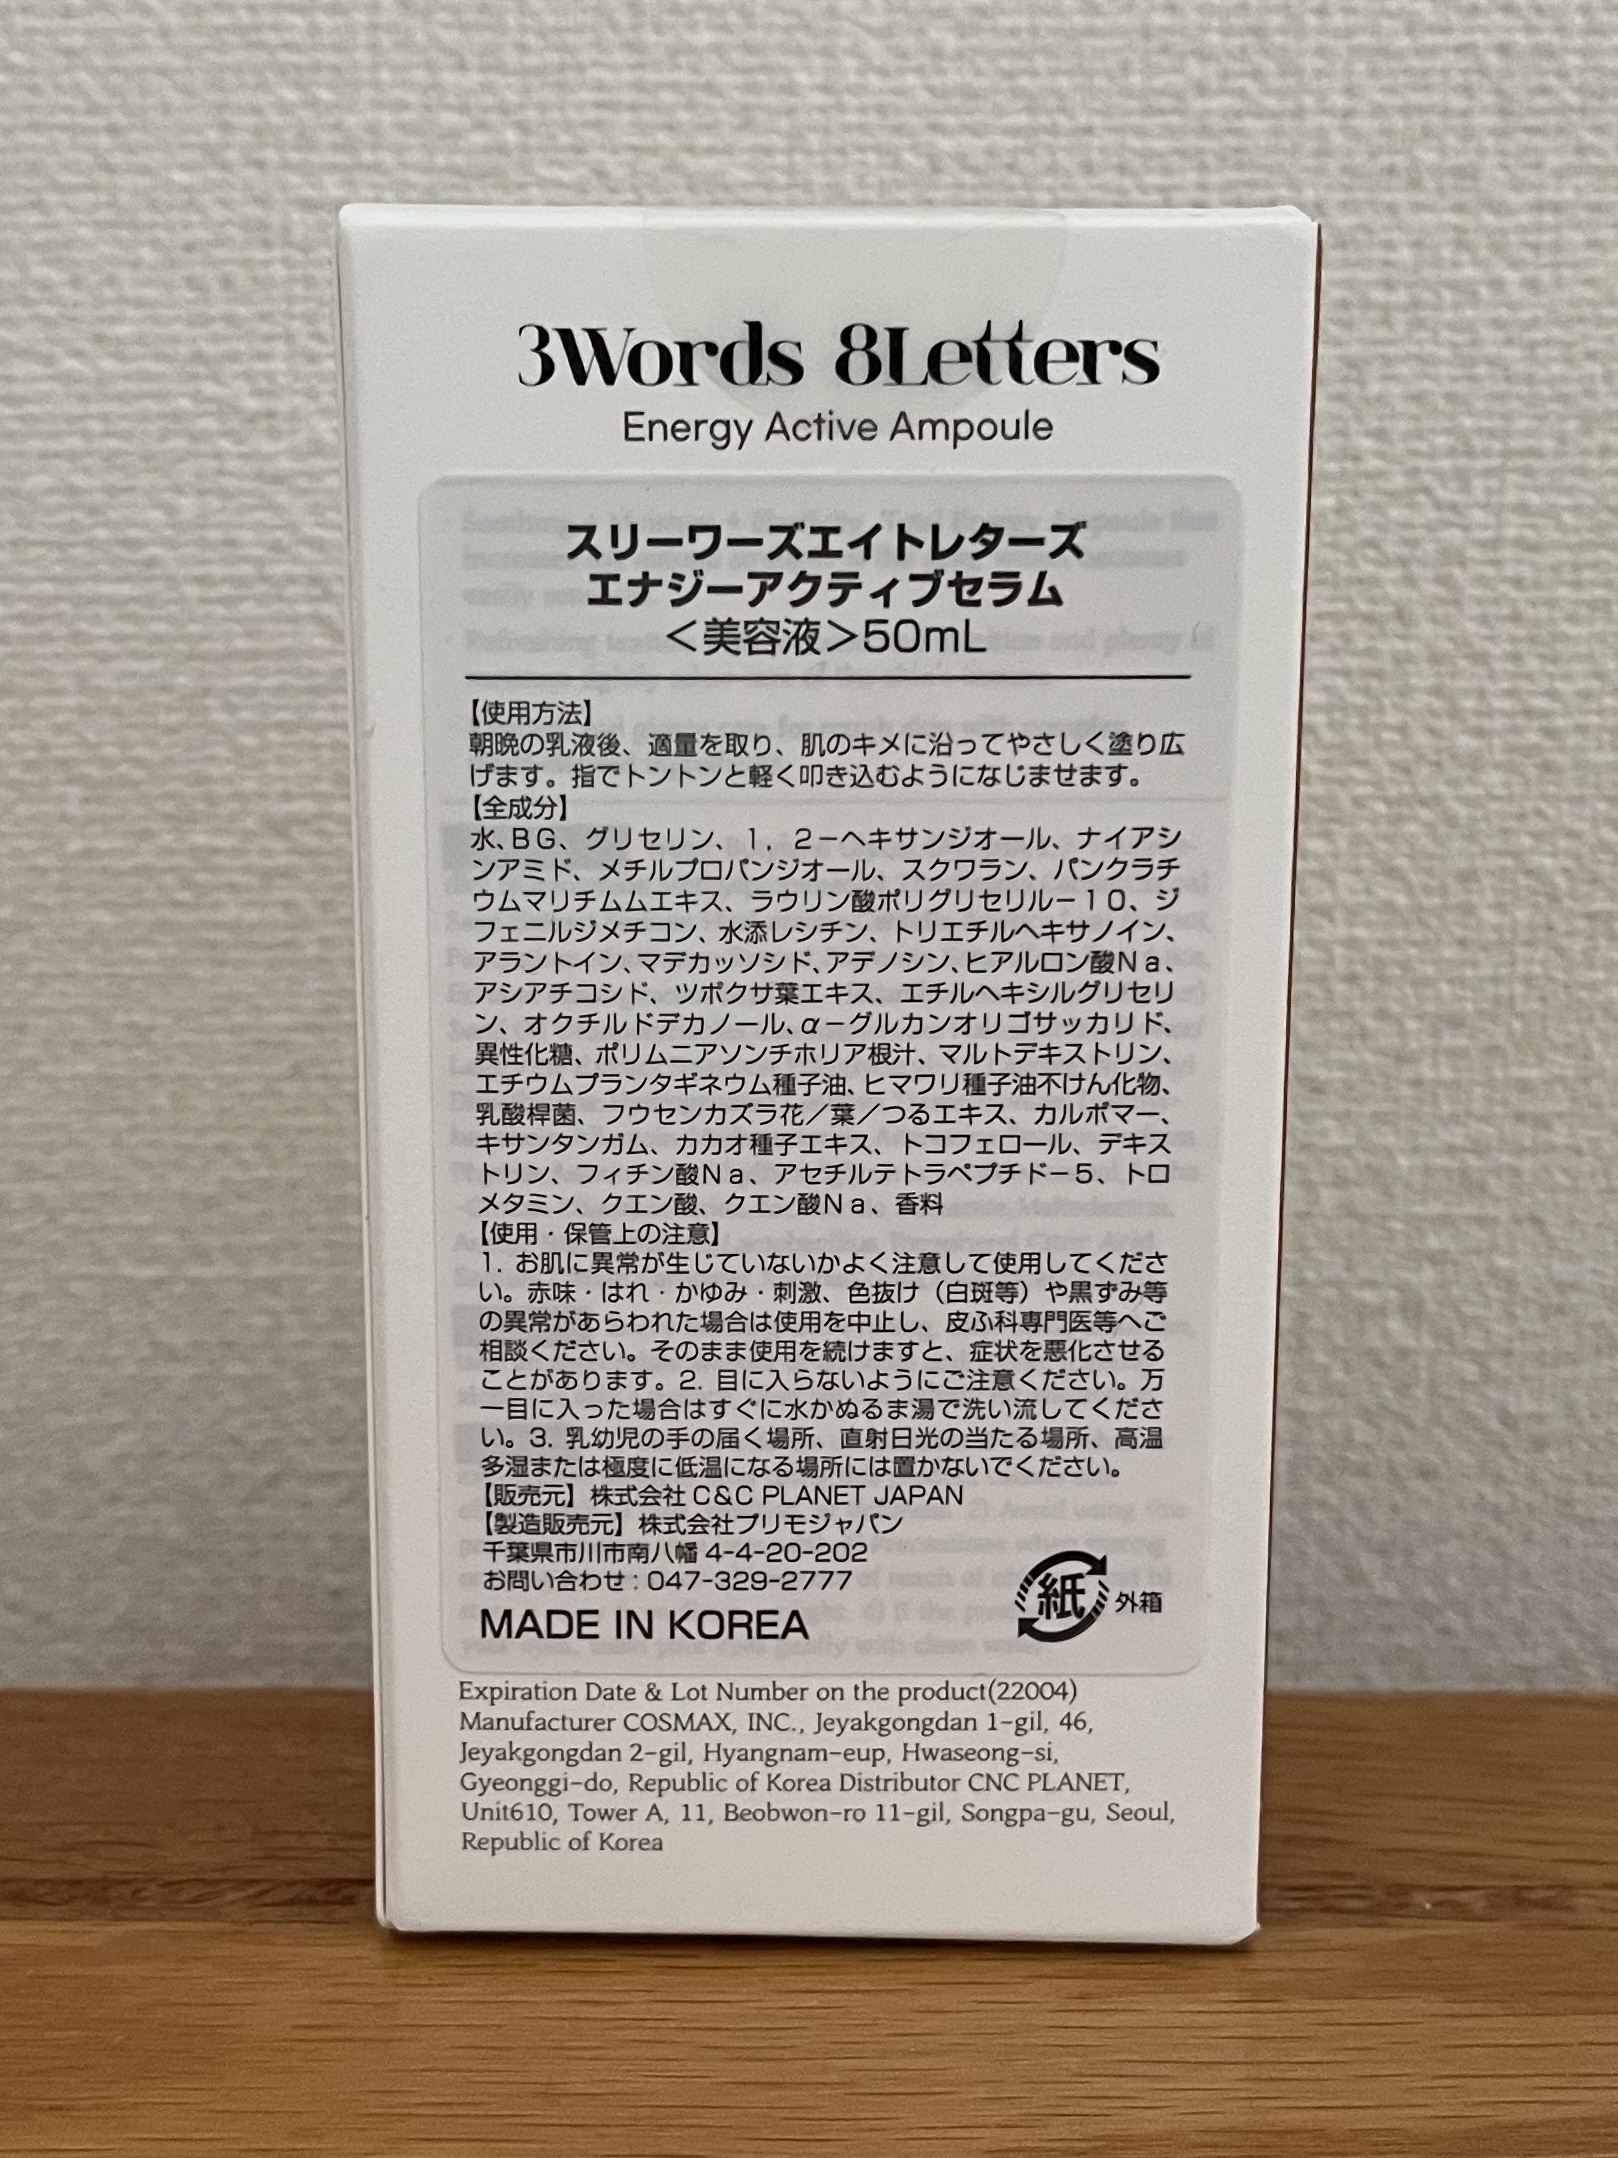 3Words 8Letters
Energy Active Ampoule
スリーワーズエイトレターズ
エナジーアクティブセラム
＜美容液＞50mL
【使用方法】
朝晩の乳液後、適量を取り、肌のキメに沿ってやさしく塗り広
げます。指でトントンと軽く叩き込むようになじませます。
【全成分】
水、ＢＧ、グリセリン、１，２－ヘキサンジオール、ナイアシ
ンアミド、メチルプロパンジオール、スクワラン、パンクラチ
ウムマリチムムエキス、ラウリン酸ポリグリセリル－１０、ジ
フェニルジメチコン、水添レシチン、トリエチルヘキサノイン、
アラントイン、マデカッソシド、アデノシン、ヒアルロン酸Ｎａ、
アシアチコシド、ツボクサ葉エキス、エチルヘキシルグリセリ
ン、オクチルドデカノール、α－グルカンオリゴサッカリド、
異性化糖、ポリムニアソンチホリア根汁、マルトデキストリン、
エチウムプランタギネウム種子油、ヒマワリ種子油不けん化物、
乳酸桿菌、フウセンカズラ花／葉／つるエキス、カルボマー、
キサンタンガム、カカオ種子エキス、トコフェロール、デキス
トリン、フィチン酸Ｎａ、アセチルテトラペプチド－５、トロ
メタミン、クエン酸、クエン酸Ｎａ、香料
【使用・保管上の注意】
1. お肌に異常が生じていないかよく注意して使用してくださ
い。赤味・はれ・かゆみ・刺激、色抜け（白斑等）や黒ずみ等
の異常があらわれた場合は使用を中止し、皮ふ科専門医等へご
相談ください。そのまま使用を続けますと、症状を悪化させる
ことがあります。2. 目に入らないようにご注意ください。万
一目に入った場合はすぐに水かぬるま湯で洗い流してくださ
い。3. 乳幼児の手の届く場所、直射日光の当たる場所、高温
多湿または極度に低温になる場所には置かないでください。
【販売元】株式会社 C&C PLANET JAPAN
【製造販売元】株式会社プリモジャパン
千葉県市川市南八幡 4-4-20-202
お問い合わせ：047-329-2777
MADE IN KOREA
紙 外箱
Expiration Date & Lot Number on the product(22004)
Manufacturer COSMAX, INC., Jeyakgongdan 1-gil, 46,
Jeyakgongdan 2-gil, Hyangnam-eup, Hwaseong-si,
Gyeonggi-do, Republic of Korea Distributor CNC PLANET,
Unit610, Tower A, 11, Beobwon-ro 11-gil, Songpa-gu, Seoul,
Republic of Korea